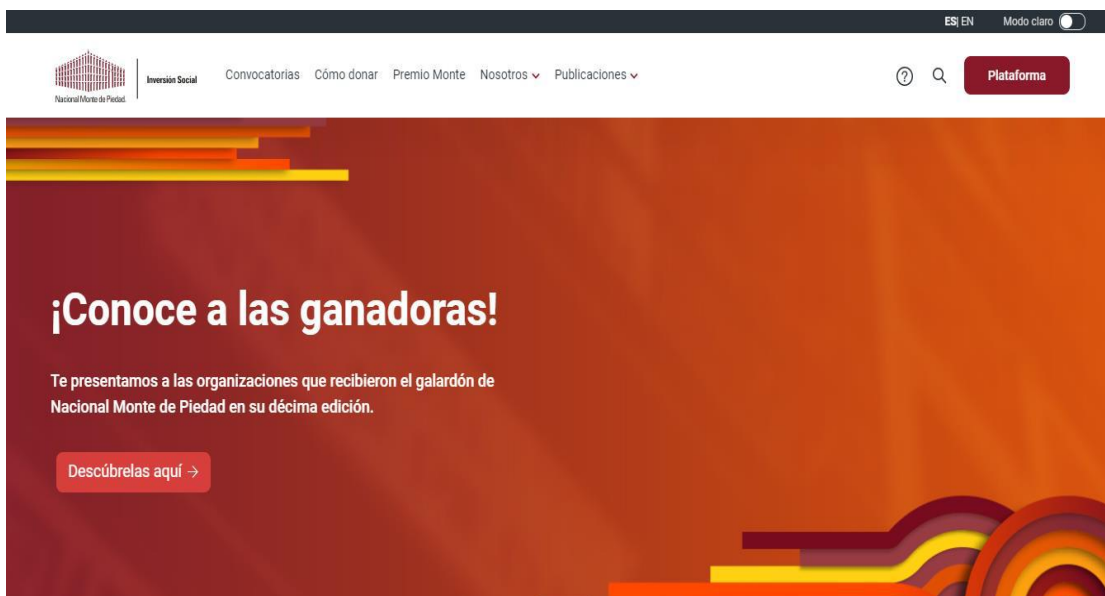 ES| EN Modo claro
Nacional Monte de Piedad.
Inversión Social
Convocatorias Cómo donar Premio Monte Nosotros Publicaciones
Plataforma
¡Conoce a las ganadoras!
Te presentamos a las organizaciones que recibieron el galardón de
Nacional Monte de Piedad en su décima edición.
Descúbrelas aquí →